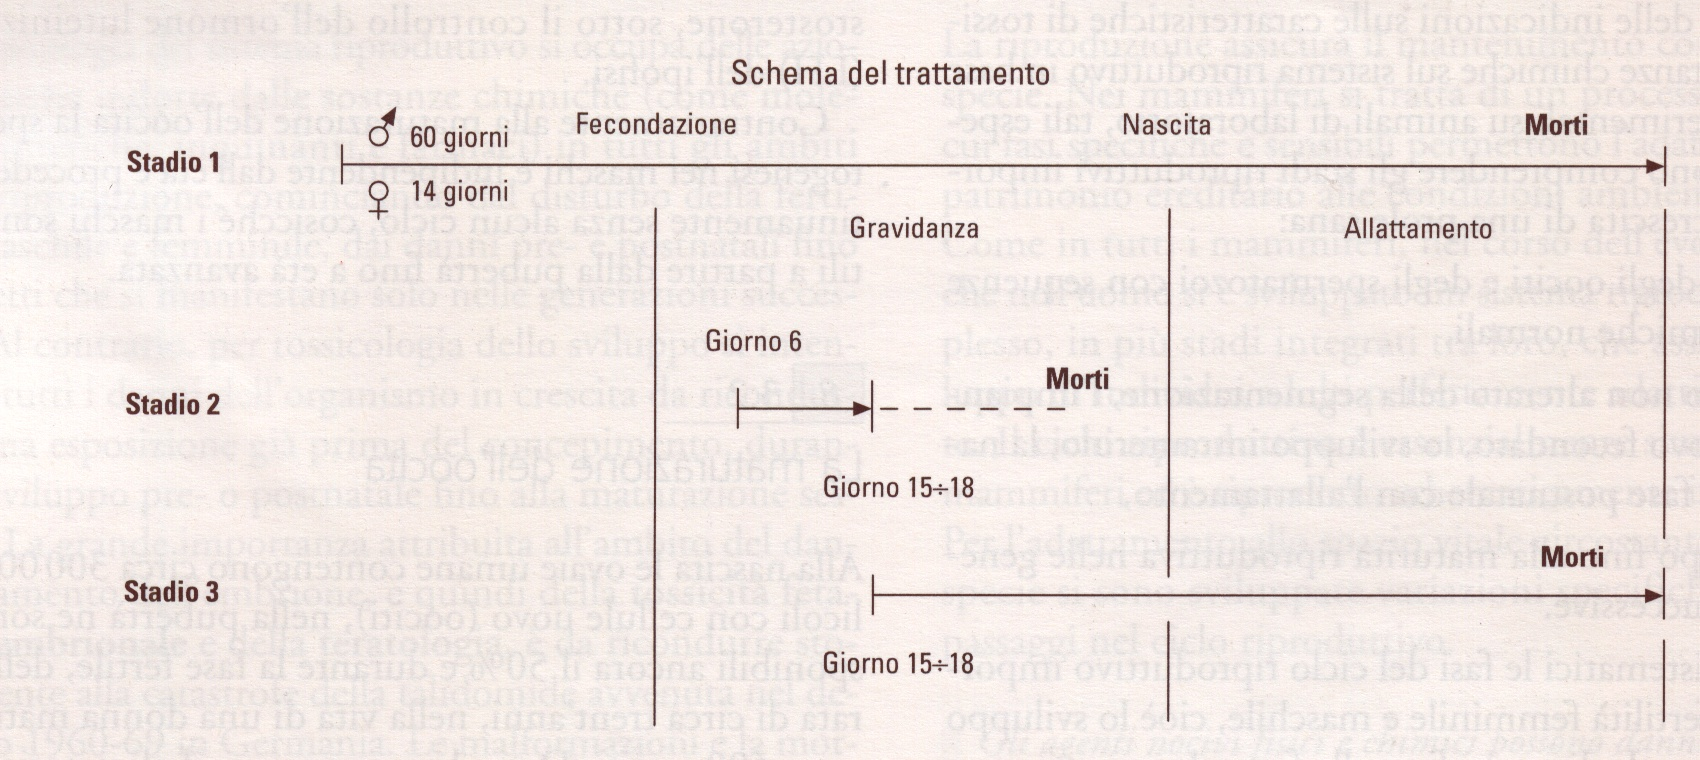 Schema del trattamento
♂ 60 giorni
Fecondazione
Nascita
Morti
Stadio 1
♀ 14 giorni
Gravidanza
Allattamento
Giorno 6
Morti
Stadio 2
Giorno 15÷18
Morti
Stadio 3
Giorno 15÷18